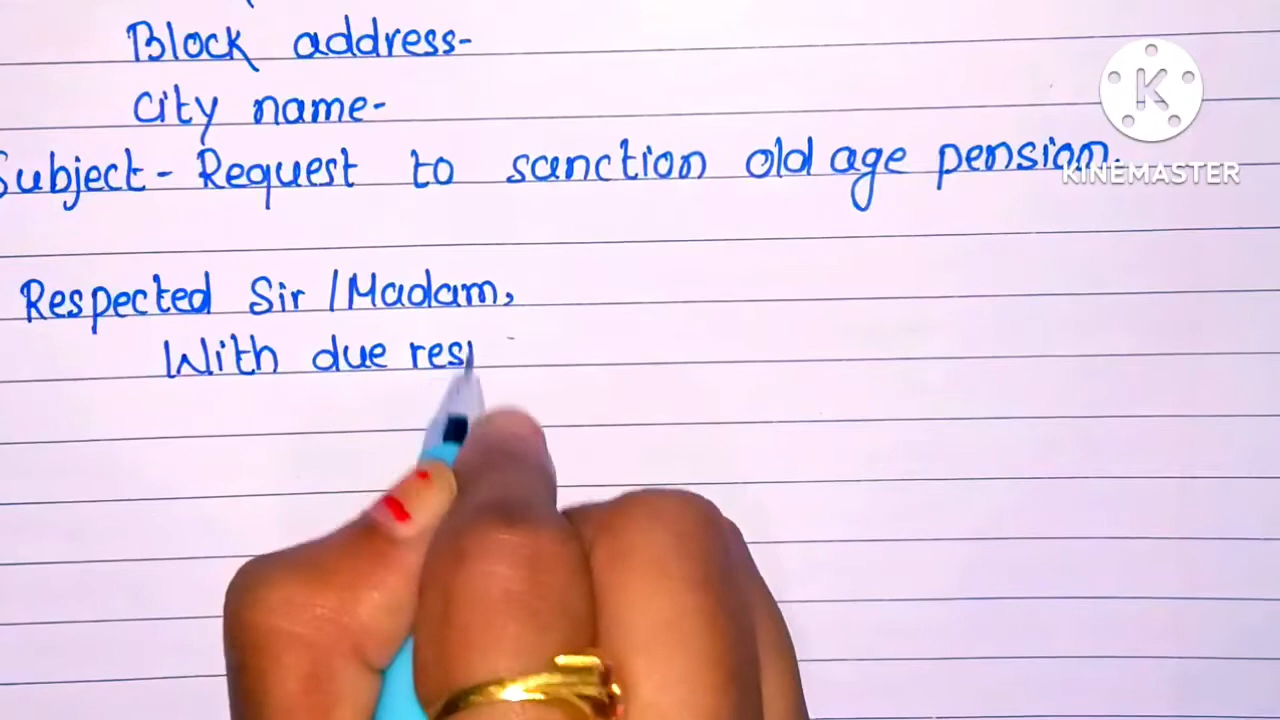 Block address-
City name-
Subject - Request to sanction old age pension.
KINEMASTER
Respected Sir /Madam,
With due res